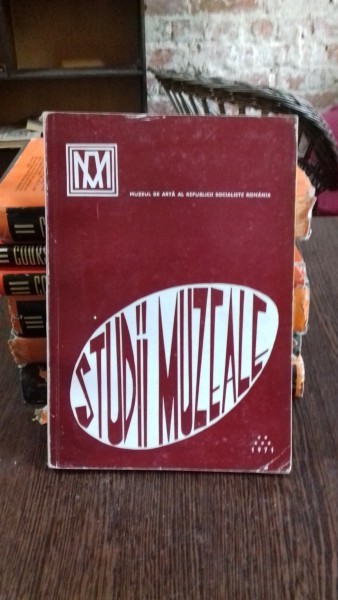 MUZEUL DE ARTĂ AL REPUBLICII SOCIALISTE ROMÂNIA
STUDII MUZEALE
1971